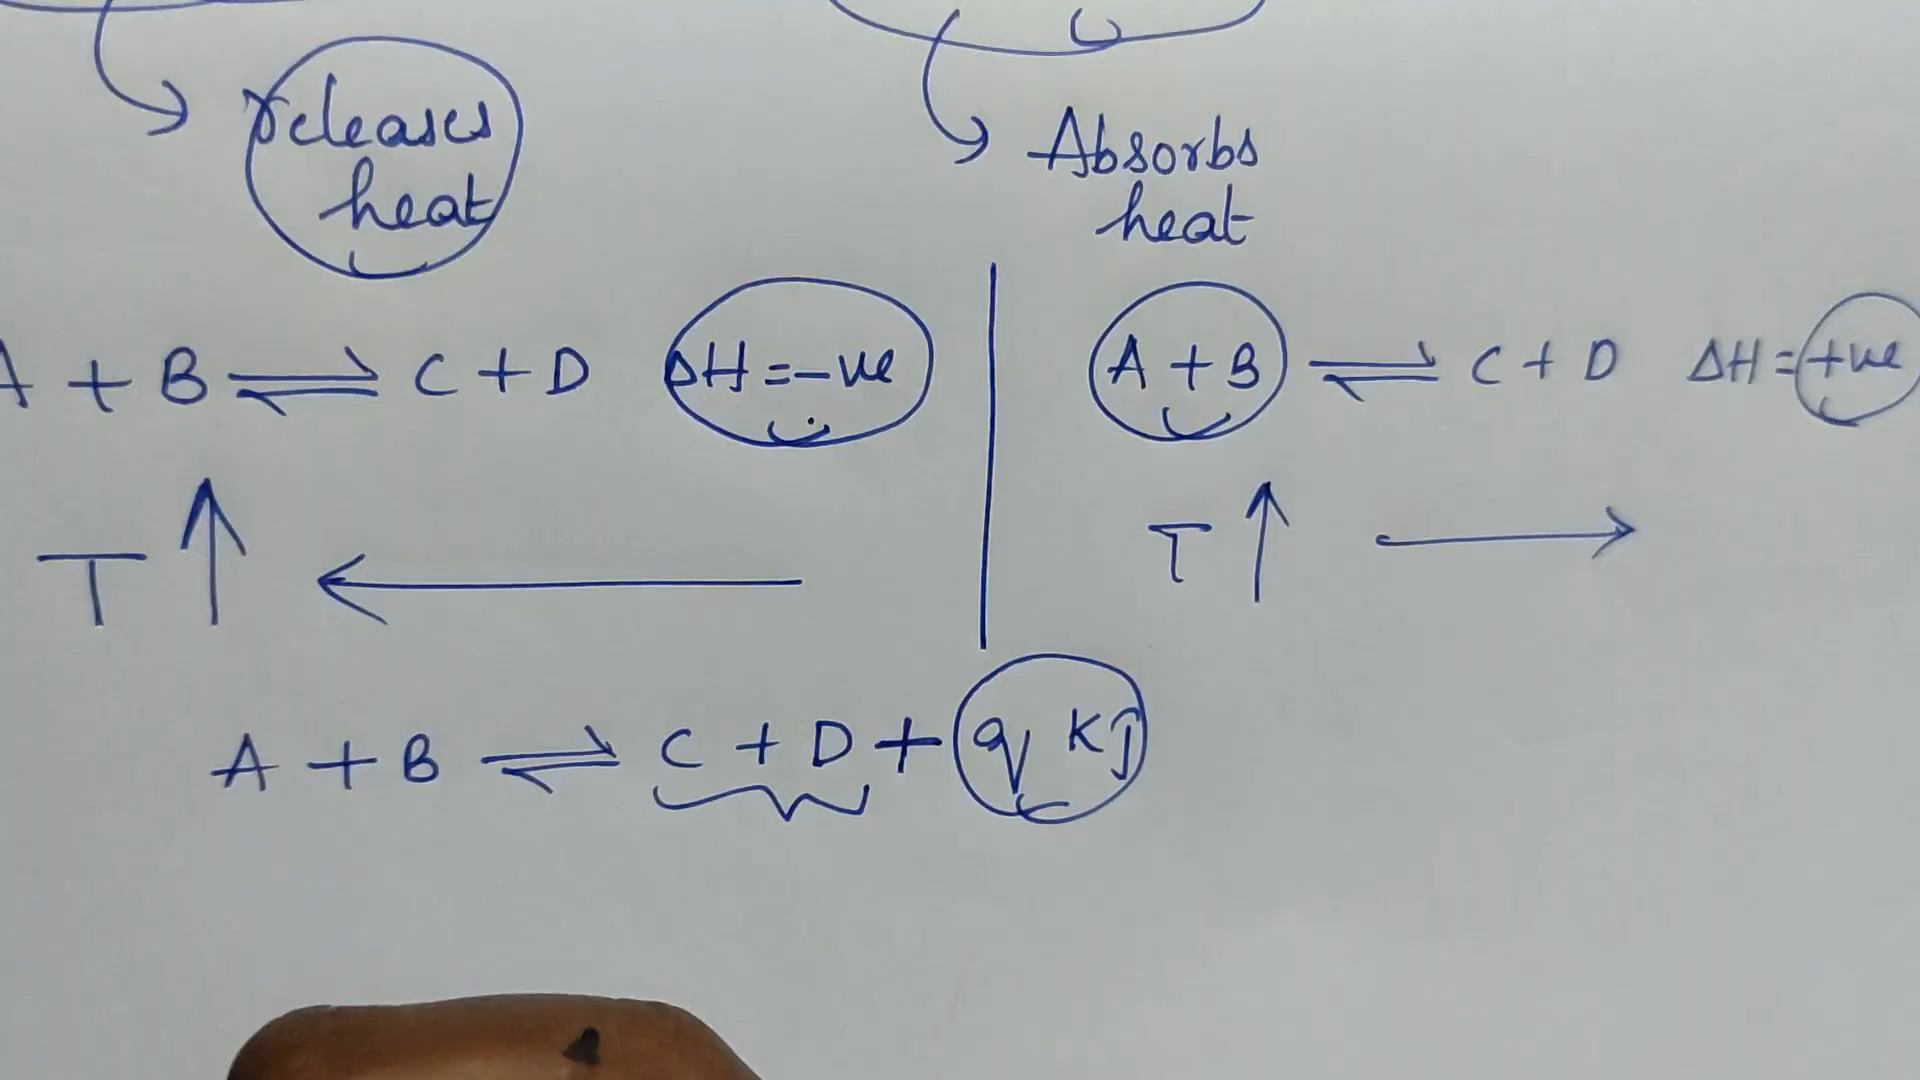 releases
heat
Absorbs
heat
A + B ⇌ C + D ΔH = -ve
A + B ⇌ C + D ΔH = +ve
T ↑ ←
T ↑ →
A + B ⇌ C + D + q KJ